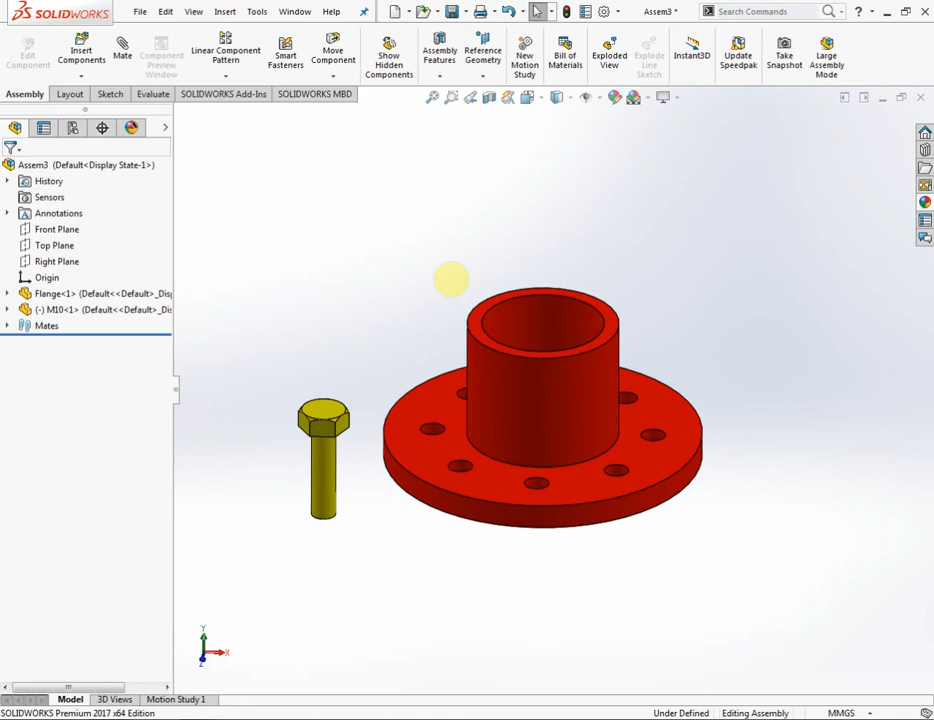 SOLIDWORKS File Edit View Insert Tools Window Help Assem3 * Search Commands ?
Edit Component
Insert Components
Mate
Component Preview Window
Linear Component Pattern
Smart Fasteners
Move Component
Show Hidden Components
Assembly Features
Reference Geometry
New Motion Study
Bill of Materials
Exploded View
Explode Line Sketch
Instant3D
Update Speedpak
Take Snapshot
Large Assembly Mode
Assembly Layout Sketch Evaluate SOLIDWORKS Add-Ins SOLIDWORKS MBD
Assem3 (Default<Display State-1>)
History
Sensors
Annotations
Front Plane
Top Plane
Right Plane
Origin
Flange<1> (Default<<Default>_Disp
(-) M10<1> (Default<<Default>_Dis
Mates
Y
X
Z
Model 3D Views Motion Study 1
SOLIDWORKS Premium 2017 x64 Edition Under Defined Editing Assembly MMGS